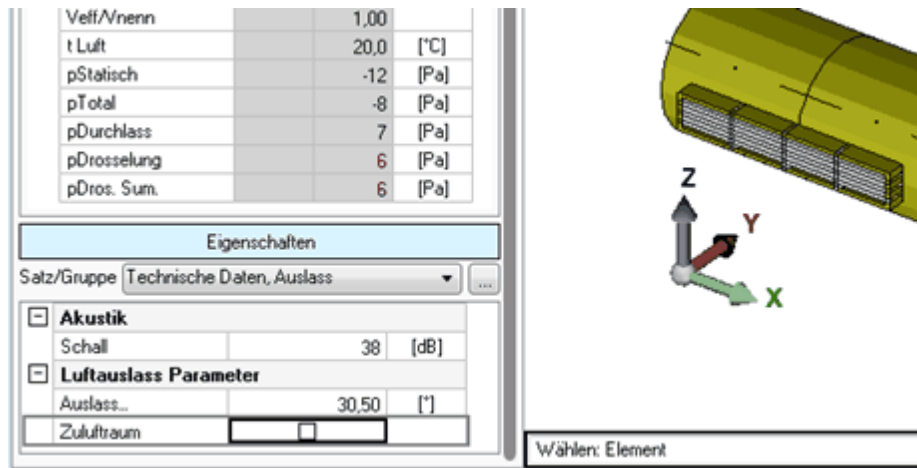 Veff/Vnenn 1,00
t Luft 20,0 [°C]
pStatisch -12 [Pa]
pTotal -8 [Pa]
pDurchlass 7 [Pa]
pDrosselung 6 [Pa]
pDros. Sum. 6 [Pa]
Eigenschaften
Satz/Gruppe Technische Daten, Auslass ...
Akustik
Schall 38 [dB]
Luftauslass Parameter
Auslass... 30,50 [°]
Zuluftraum
Z
Y
X
Wählen: Element